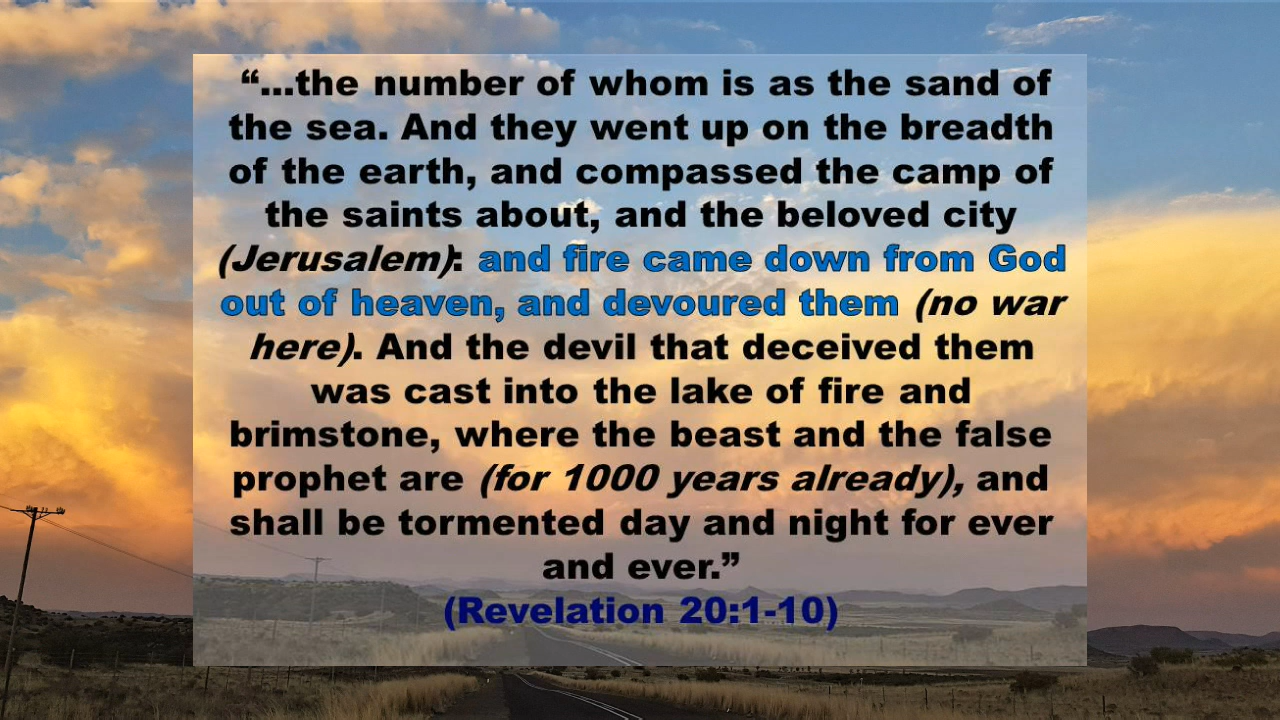 “...the number of whom is as the sand of
the sea. And they went up on the breadth
of the earth, and compassed the camp of
the saints about, and the beloved city
(Jerusalem): and fire came down from God
out of heaven, and devoured them (no war
here). And the devil that deceived them
was cast into the lake of fire and
brimstone, where the beast and the false
prophet are (for 1000 years already), and
shall be tormented day and night for ever
and ever.”
(Revelation 20:1-10)